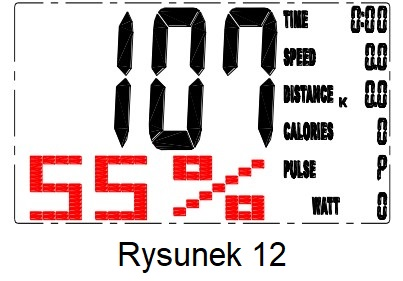 107
TIME 0:00
SPEED 0.0
DISTANCE K 0.0
CALORIES 0
PULSE P
WATT 0
55%
Rysunek 12